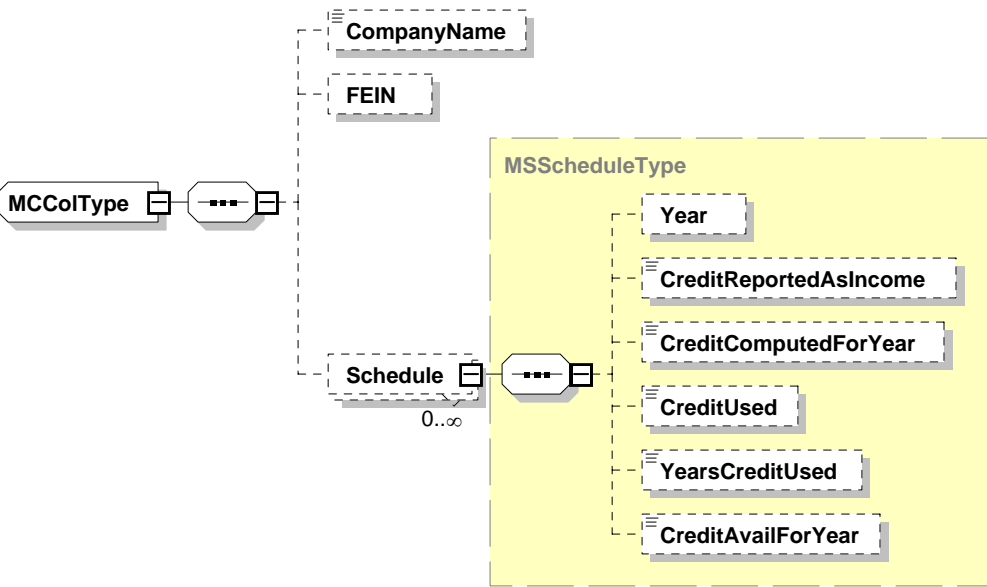 CompanyName
FEIN
MCColType
MSScheduleType
Year
CreditReportedAsIncome
CreditComputedForYear
Schedule
0..∞
CreditUsed
YearsCreditUsed
CreditAvailForYear